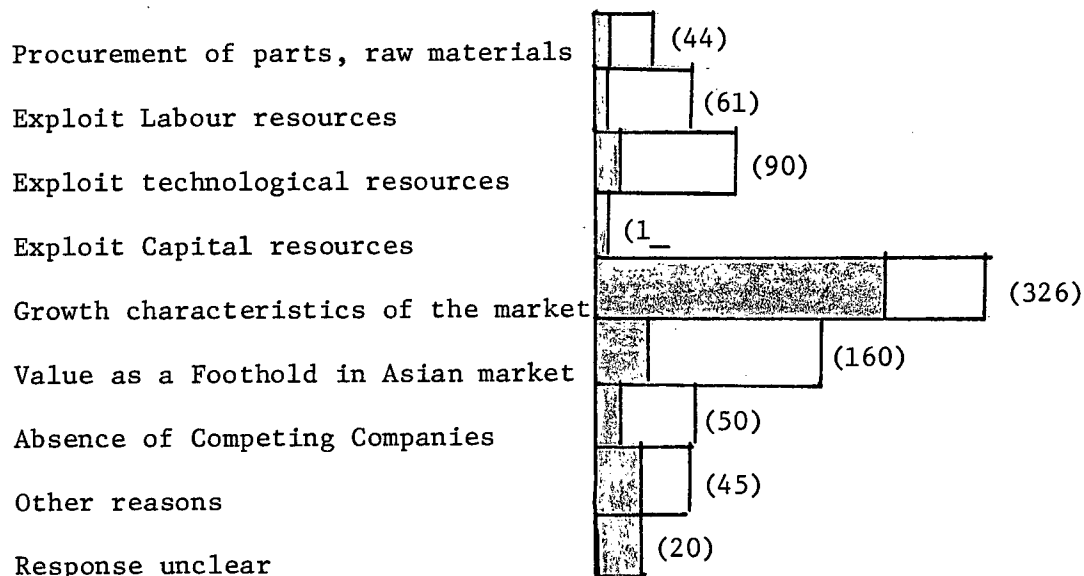 Procurement of parts, raw materials (44)
Exploit Labour resources (61)
Exploit technological resources (90)
Exploit Capital resources (1_
Growth characteristics of the market (326)
Value as a Foothold in Asian market (160)
Absence of Competing Companies (50)
Other reasons (45)
Response unclear (20)